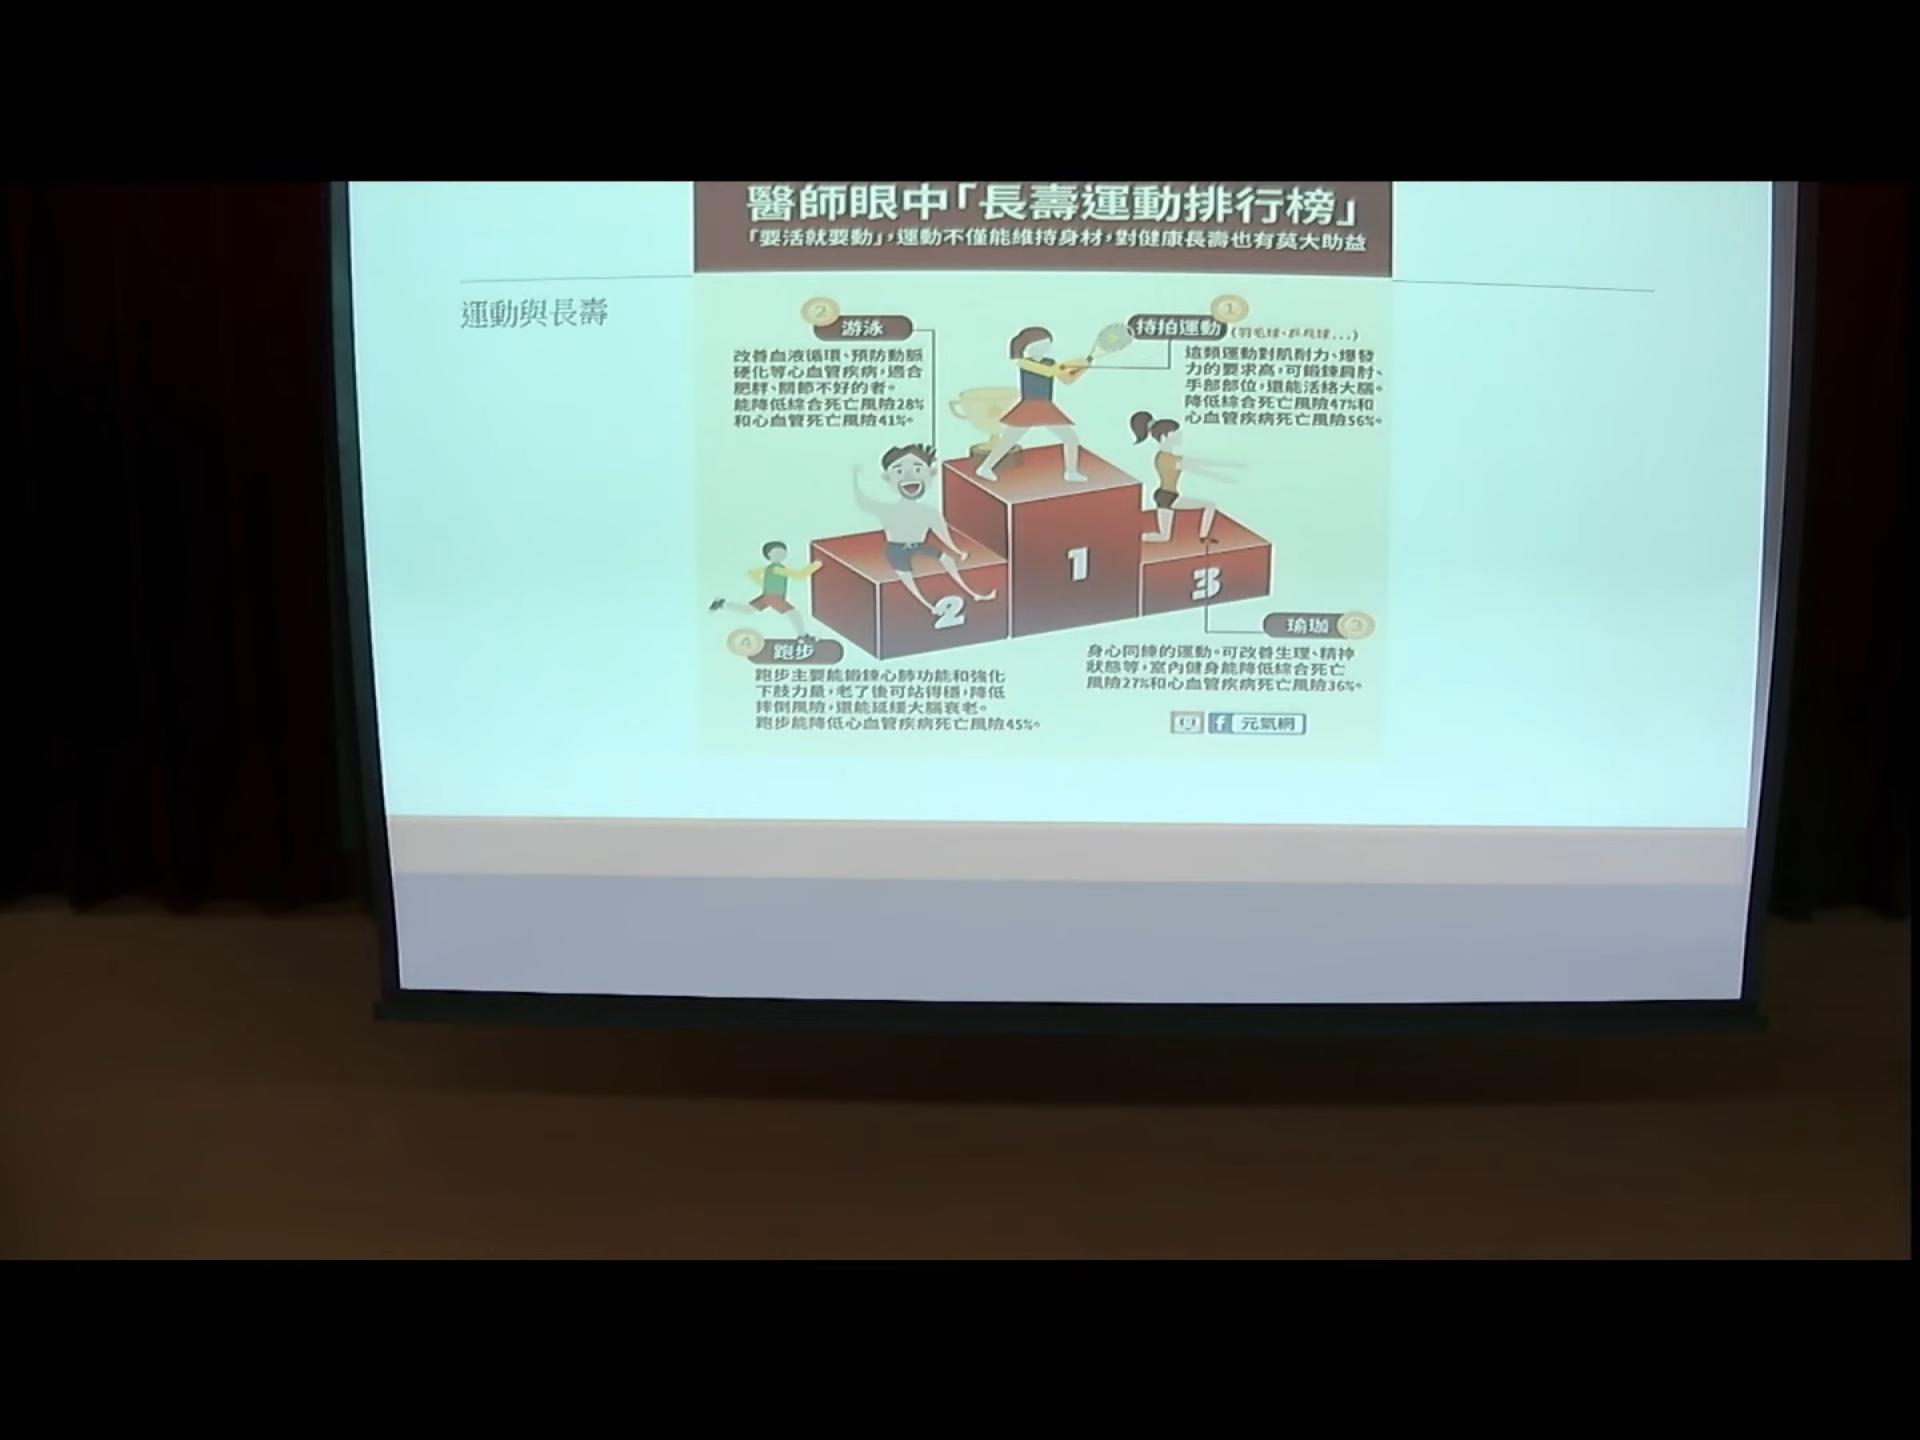 醫師眼中「長壽運動排行榜」
「要活就要動」，運動不僅能維持身材，對健康長壽也有莫大助益
運動與長壽
2
游泳
改善血液循環、預防動脈
硬化等心血管疾病，適合
肥胖、關節不好的者。
能降低綜合死亡風險28%
和心血管死亡風險41%。
1
持拍運動(羽毛球、乒乓球...)
這類運動對肌耐力、爆發
力的要求高，可鍛鍊肩肘、
手部部位，還能活絡大腦。
降低綜合死亡風險47%和
心血管疾病死亡風險56%。
1
2
3
4
跑步
跑步主要能鍛鍊心肺功能和強化
下肢力量，老了後可站得穩，降低
摔倒風險，還能延緩大腦衰老。
跑步能降低心血管疾病死亡風險45%。
瑜珈 3
身心同練的運動。可改善生理、精神
狀態等，室內健身能降低綜合死亡
風險27%和心血管疾病死亡風險36%。
f 元氣網